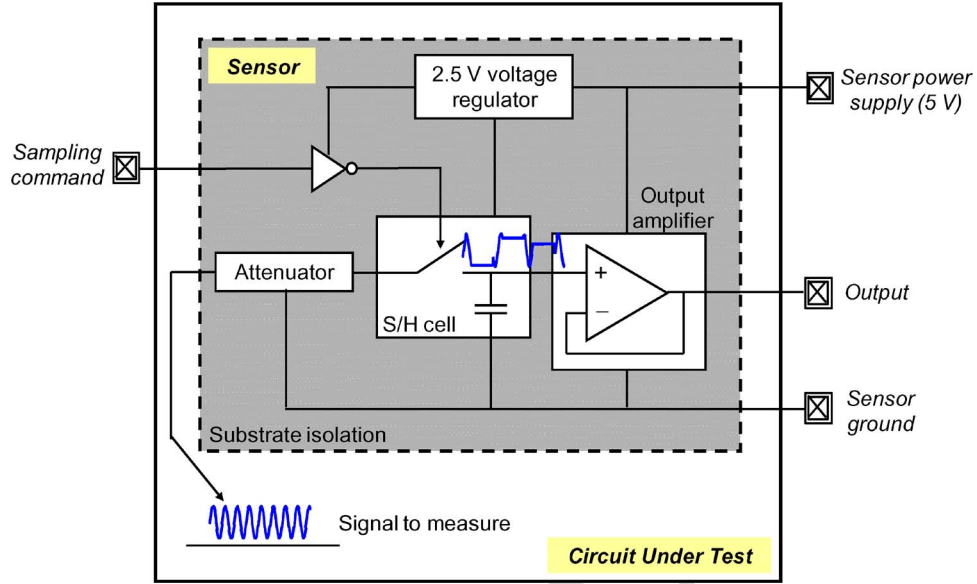 Sensor
2.5 V voltage
regulator
Sensor power
supply (5 V)
Sampling
command
Output
amplifier
Attenuator
+
−
Output
S/H cell
Sensor
ground
Substrate isolation
Signal to measure
Circuit Under Test